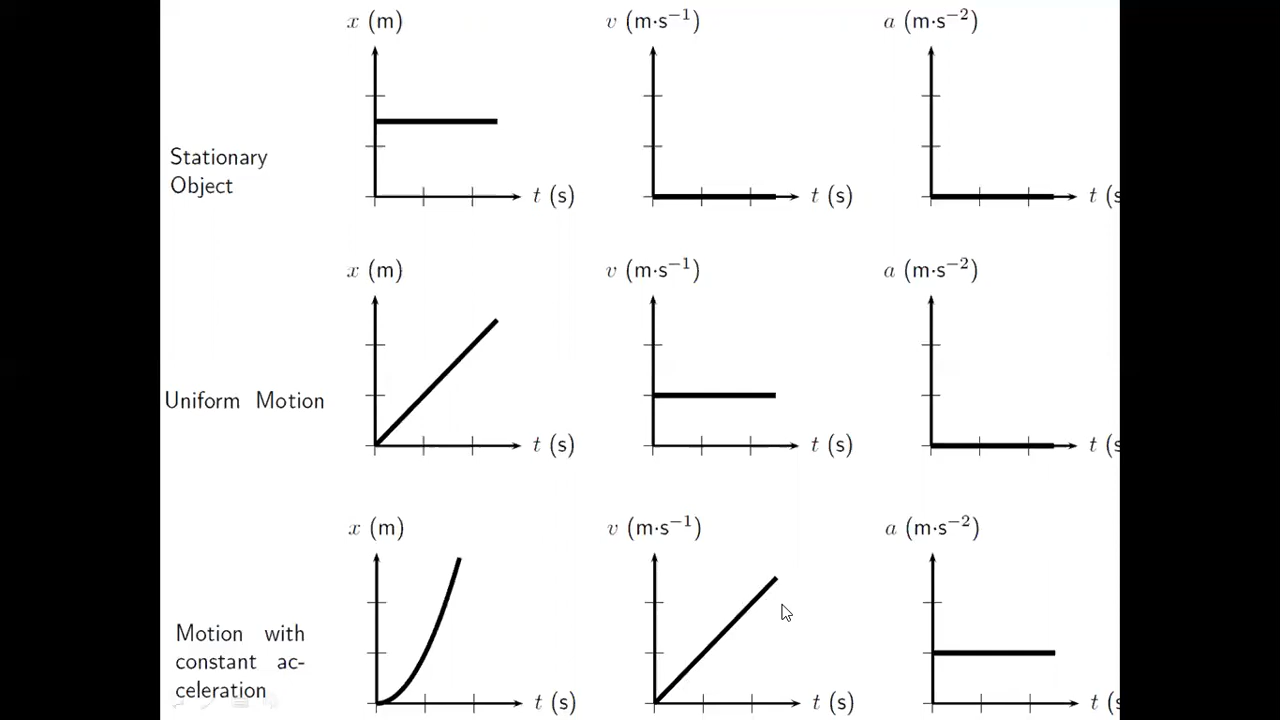 x (m)
v (m·s⁻¹)
a (m·s⁻²)
Stationary
Object
t (s)
t (s)
t (s
x (m)
v (m·s⁻¹)
a (m·s⁻²)
Uniform Motion
t (s)
t (s)
t (s
x (m)
v (m·s⁻¹)
a (m·s⁻²)
Motion with
constant ac-
celeration
t (s)
t (s)
t (s